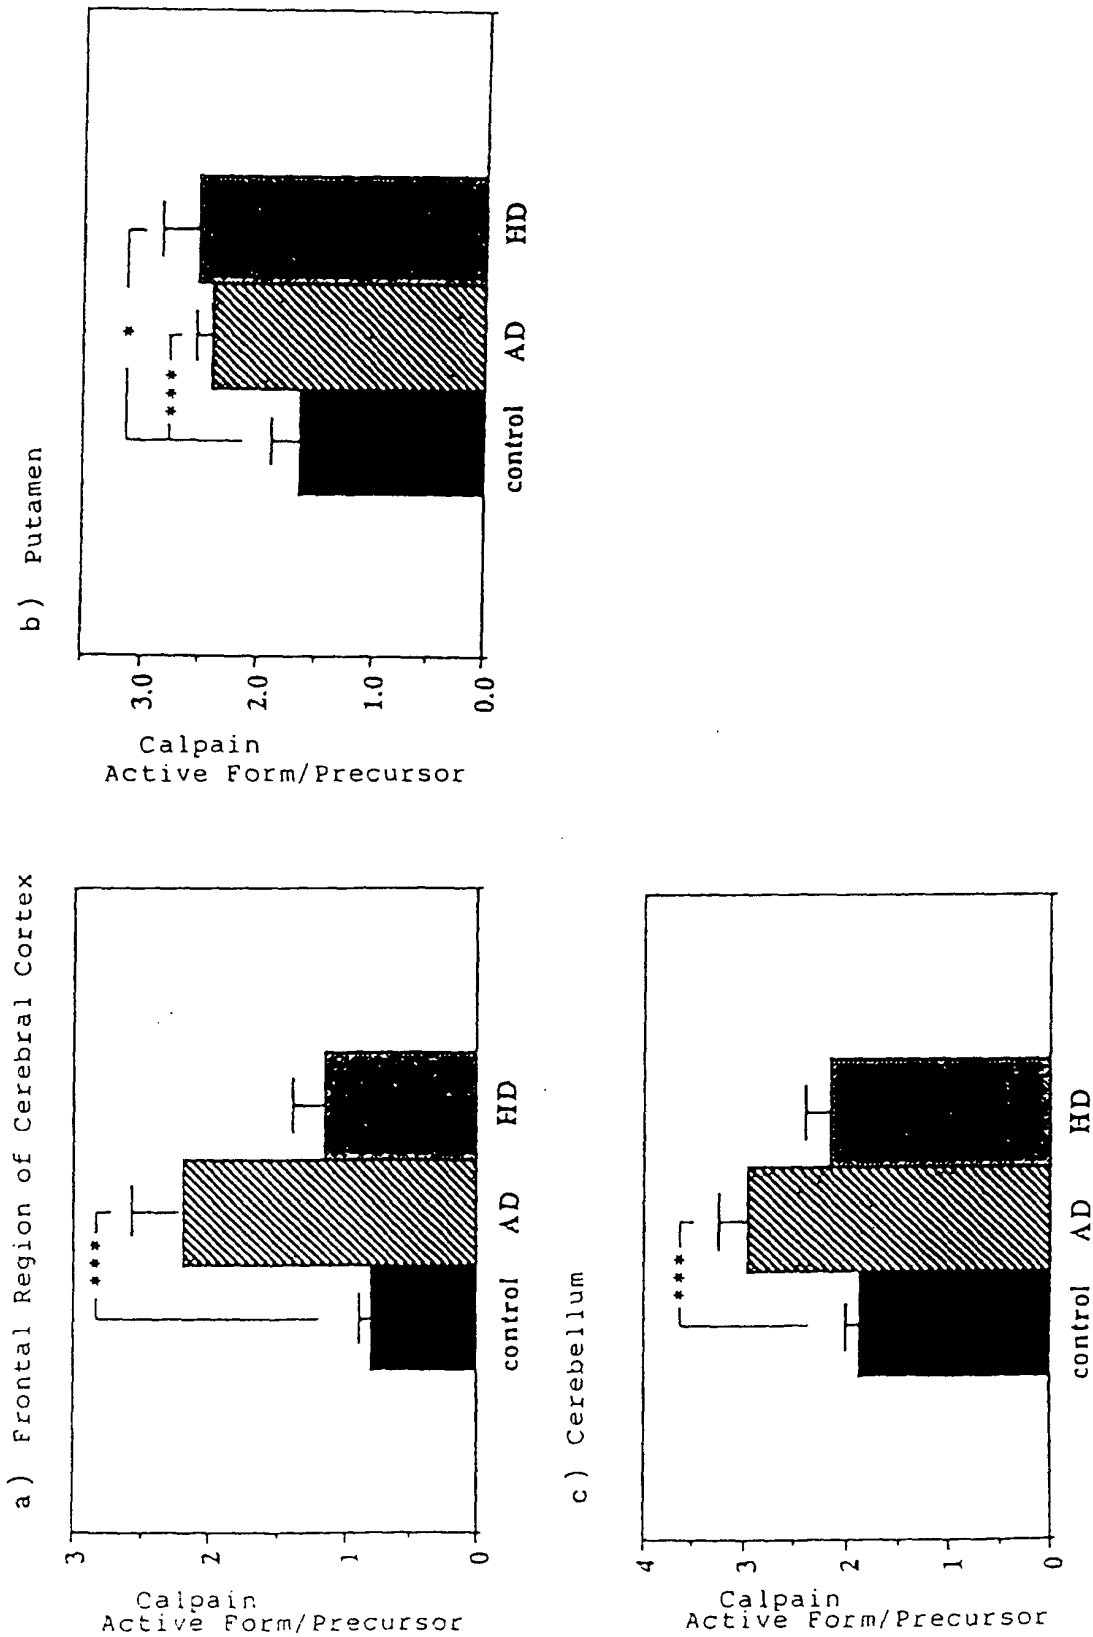 a) Frontal Region of Cerebral Cortex
Calpain
Active Form/Precursor
3
2
1
0
***
control
AD
HD
b) Putamen
Calpain
Active Form/Precursor
3.0
2.0
1.0
0.0
*
***
control
AD
HD
c) Cerebellum
Calpain
Active Form/Precursor
4
3
2
1
0
***
control
AD
HD